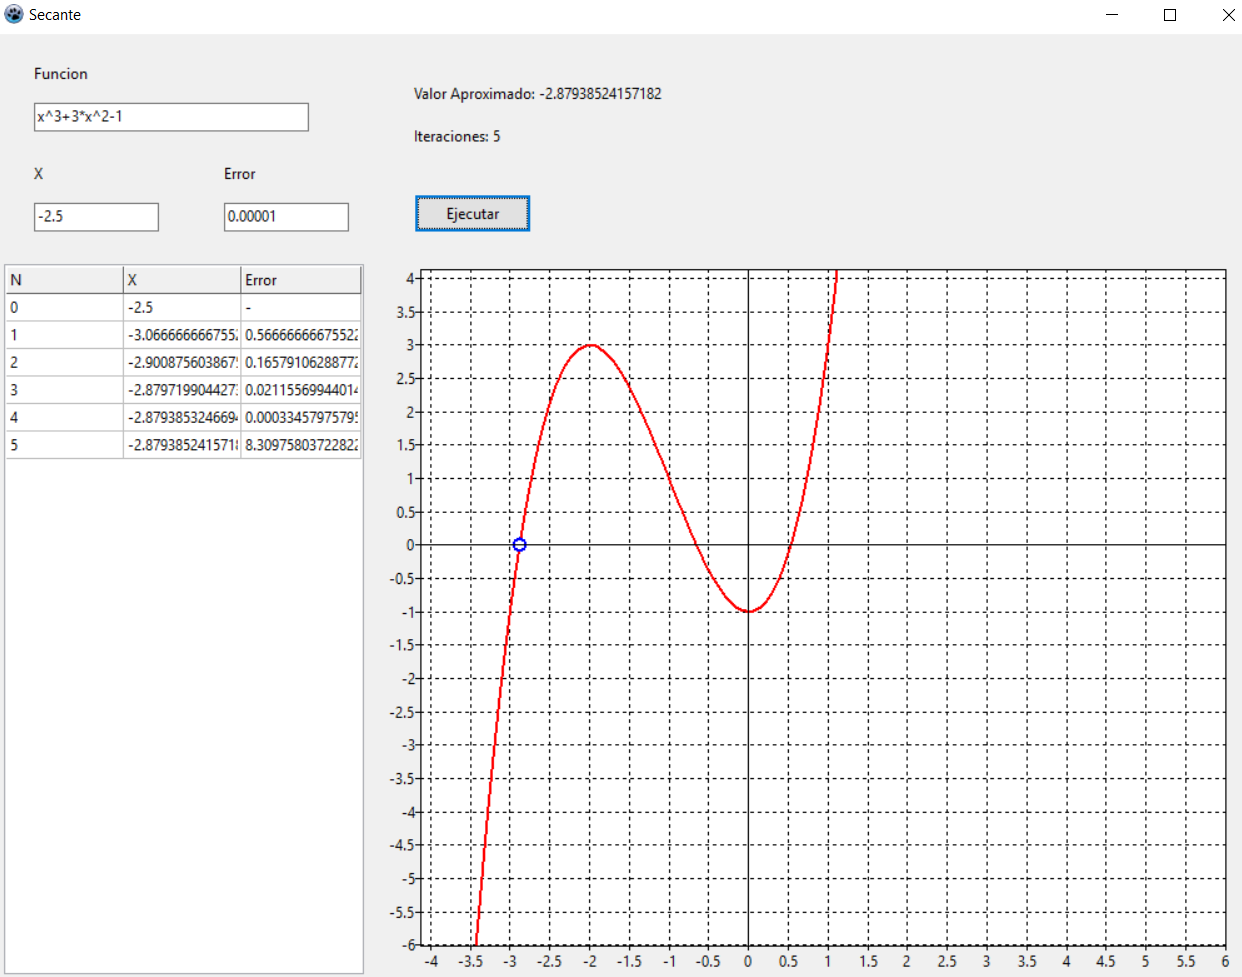 Secante
Funcion
x^3+3*x^2-1
X Error
-2.5 0.00001
Valor Aproximado: -2.87938524157182
Iteraciones: 5
Ejecutar
N X Error
0 -2.5 -
1 -3.066666667552 0.5666666667552
2 -2.900875603867 0.1657910628877
3 -2.879719904427 0.0211556994401
4 -2.879385324669 0.0003345797579
5 -2.879385241571 8.309758037228
4
3.5
3
2.5
2
1.5
1
0.5
0
-0.5
-1
-1.5
-2
-2.5
-3
-3.5
-4
-4.5
-5
-5.5
-6
-4 -3.5 -3 -2.5 -2 -1.5 -1 -0.5 0 0.5 1 1.5 2 2.5 3 3.5 4 4.5 5 5.5 6